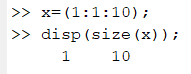 >> x=(1:1:10);
>> disp(size(x));
1 10